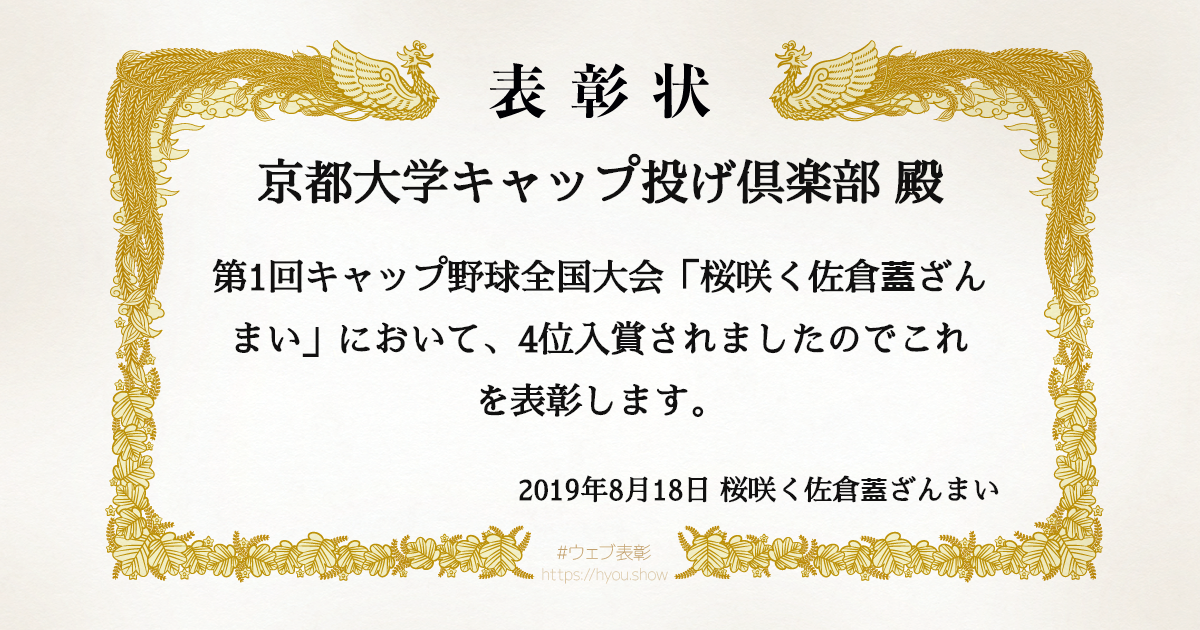 表彰状
京都大学キャップ投げ倶楽部 殿
第1回キャップ野球全国大会「桜咲く佐倉蓋ざん
まい」において、4位入賞されましたのでこれ
を表彰します。
2019年8月18日 桜咲く佐倉蓋ざんまい
#ウェブ表彰
https://hyou.show